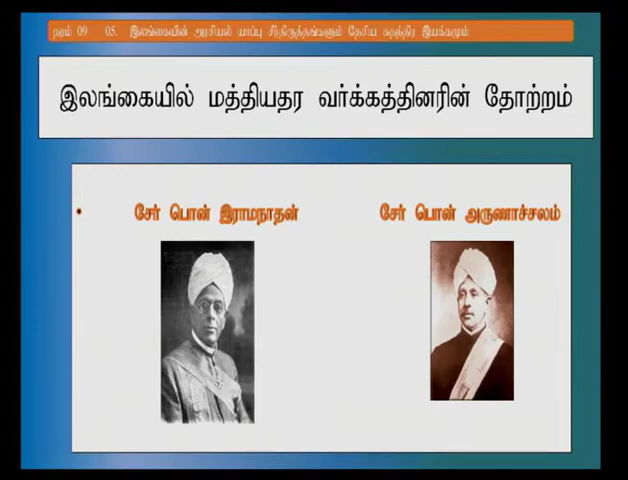 தரம் 09 05. இலங்கையின் அரசியல் யாப்பு சீர்திருத்தங்களும் தேசிய சுதந்திர இயக்கமும்
இலங்கையில் மத்தியதர வர்க்கத்தினரின் தோற்றம்
• சேர் பொன் இராமநாதன் சேர் பொன் அருணாச்சலம்